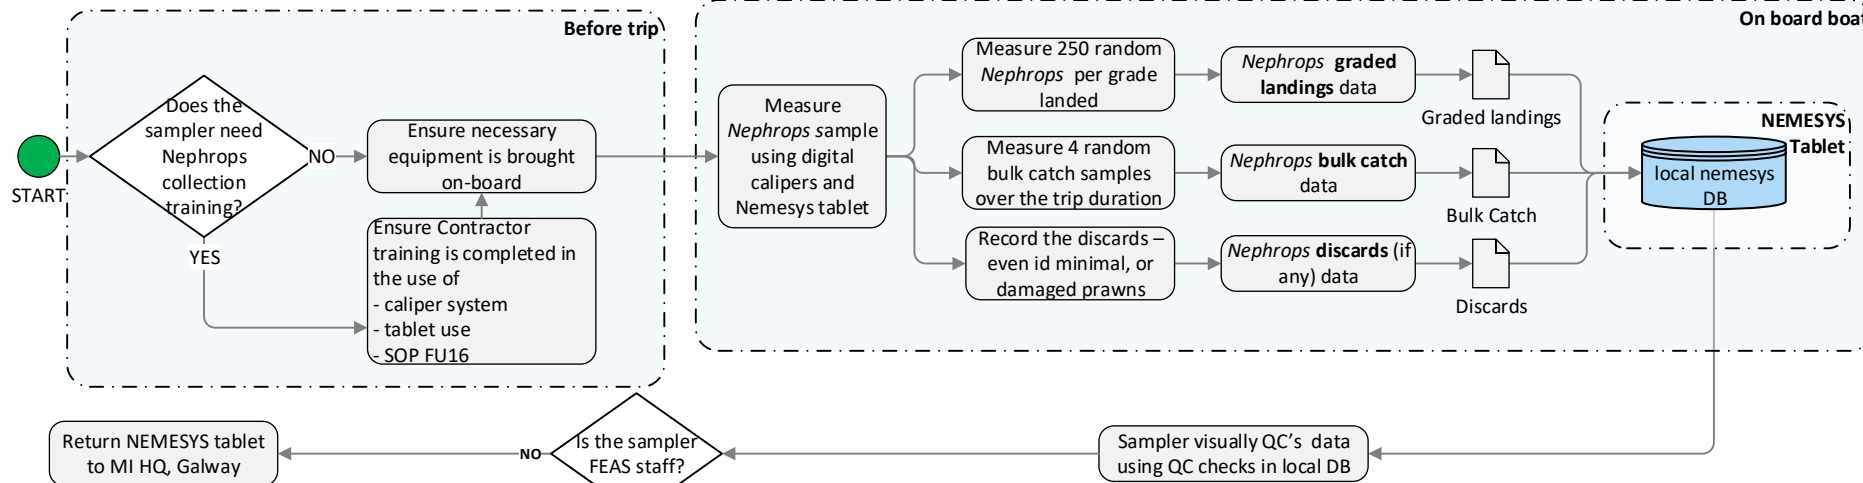 Before trip
START
Does the
sampler need
Nephrops
collection
training?
NO
YES
Ensure necessary
equipment is brought
on-board
Ensure Contractor
training is completed in
the use of
- caliper system
- tablet use
- SOP FU16
On board boat
Measure
Nephrops sample
using digital
calipers and
Nemesys tablet
Measure 250 random
Nephrops per grade
landed
Nephrops graded
landings data
Graded landings
Measure 4 random
bulk catch samples
over the trip duration
Nephrops bulk catch
data
Bulk Catch
Record the discards –
even id minimal, or
damaged prawns
Nephrops discards (if
any) data
Discards
NEMESYS
Tablet
local nemesys
DB
Sampler visually QC's data
using QC checks in local DB
Is the sampler
FEAS staff?
NO
Return NEMESYS tablet
to MI HQ, Galway